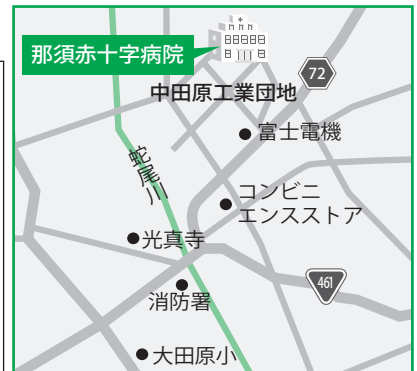 那須赤十字病院
72
中田原工業団地
富士電機
蛇尾川
コンビニ
エンスストア
光真寺
461
消防署
大田原小